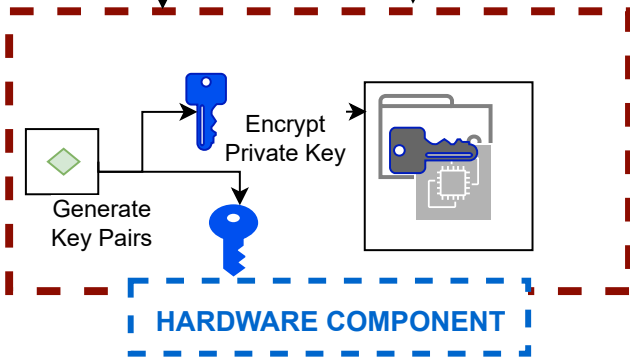 Encrypt
Private Key
Generate
Key Pairs
HARDWARE COMPONENT